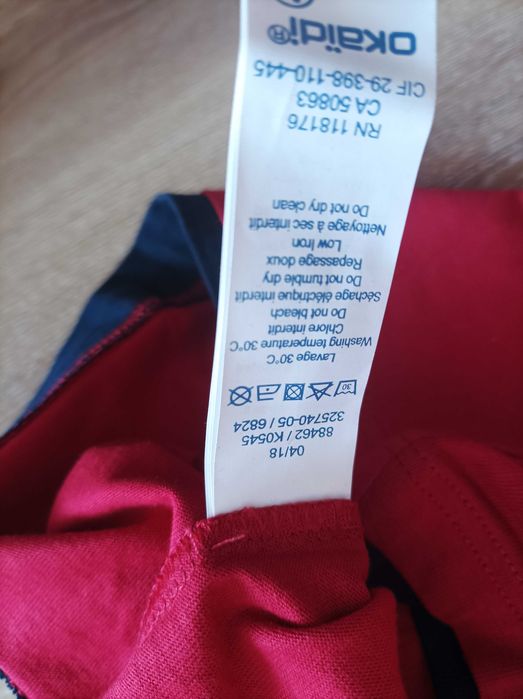 04/18
88462 / K0545
325740-05 / 6824
30
Lavage 30°C
Washing temperature 30°C
Chlore interdit
Do not bleach
Séchage éléctrique interdit
Do not tumble dry
Repassage doux
Low Iron
Nettoyage à sec interdit
Do not dry clean
RN 118176
CA 50863
CIF 29-398-110-445
okaïdi®